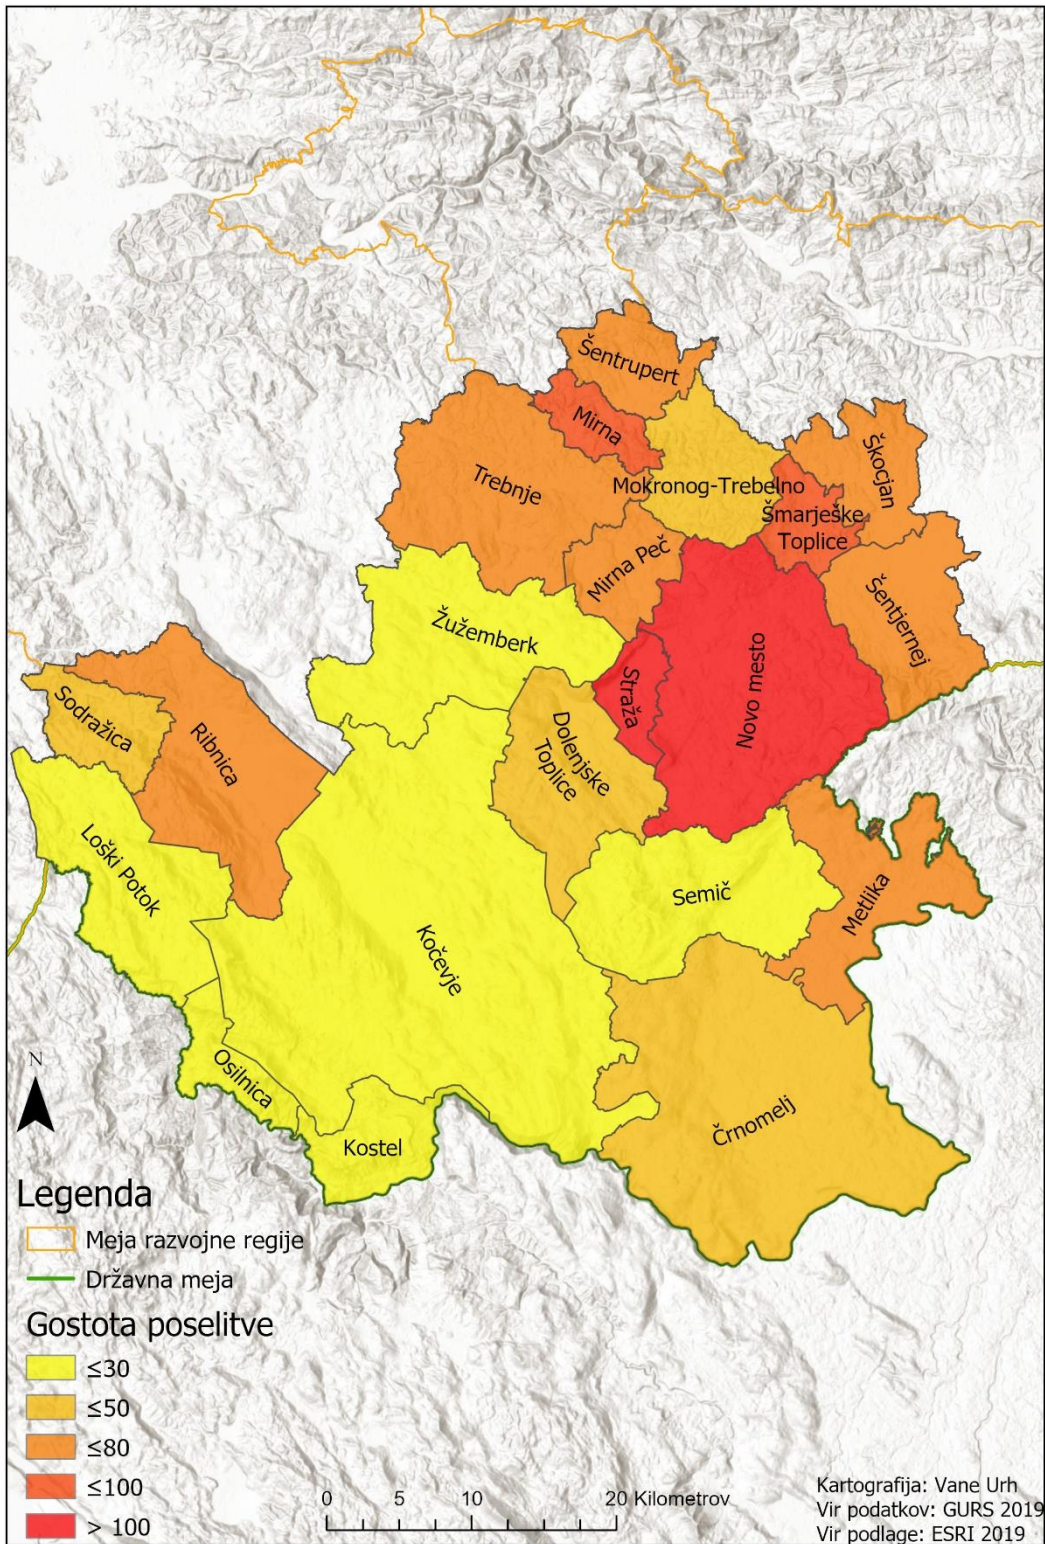 Šentrupert
Mirna
Trebnje
Mokronog-Trebelno
Škocjan
Šmarješke
Toplice
Mirna Peč
Šentjernej
Žužemberk
Straža
Novo mesto
Sodražica
Ribnica
Dolenjske
Toplice
Loški Potok
Semič
Metlika
Kočevje
Osilnica
Kostel
Črnomelj
N
Legenda
Meja razvojne regije
Državna meja
Gostota poselitve
≤30
≤50
≤80
≤100
> 100
0 5 10 20 Kilometrov
Kartografija: Vane Urh
Vir podatkov: GURS 2019
Vir podlage: ESRI 2019